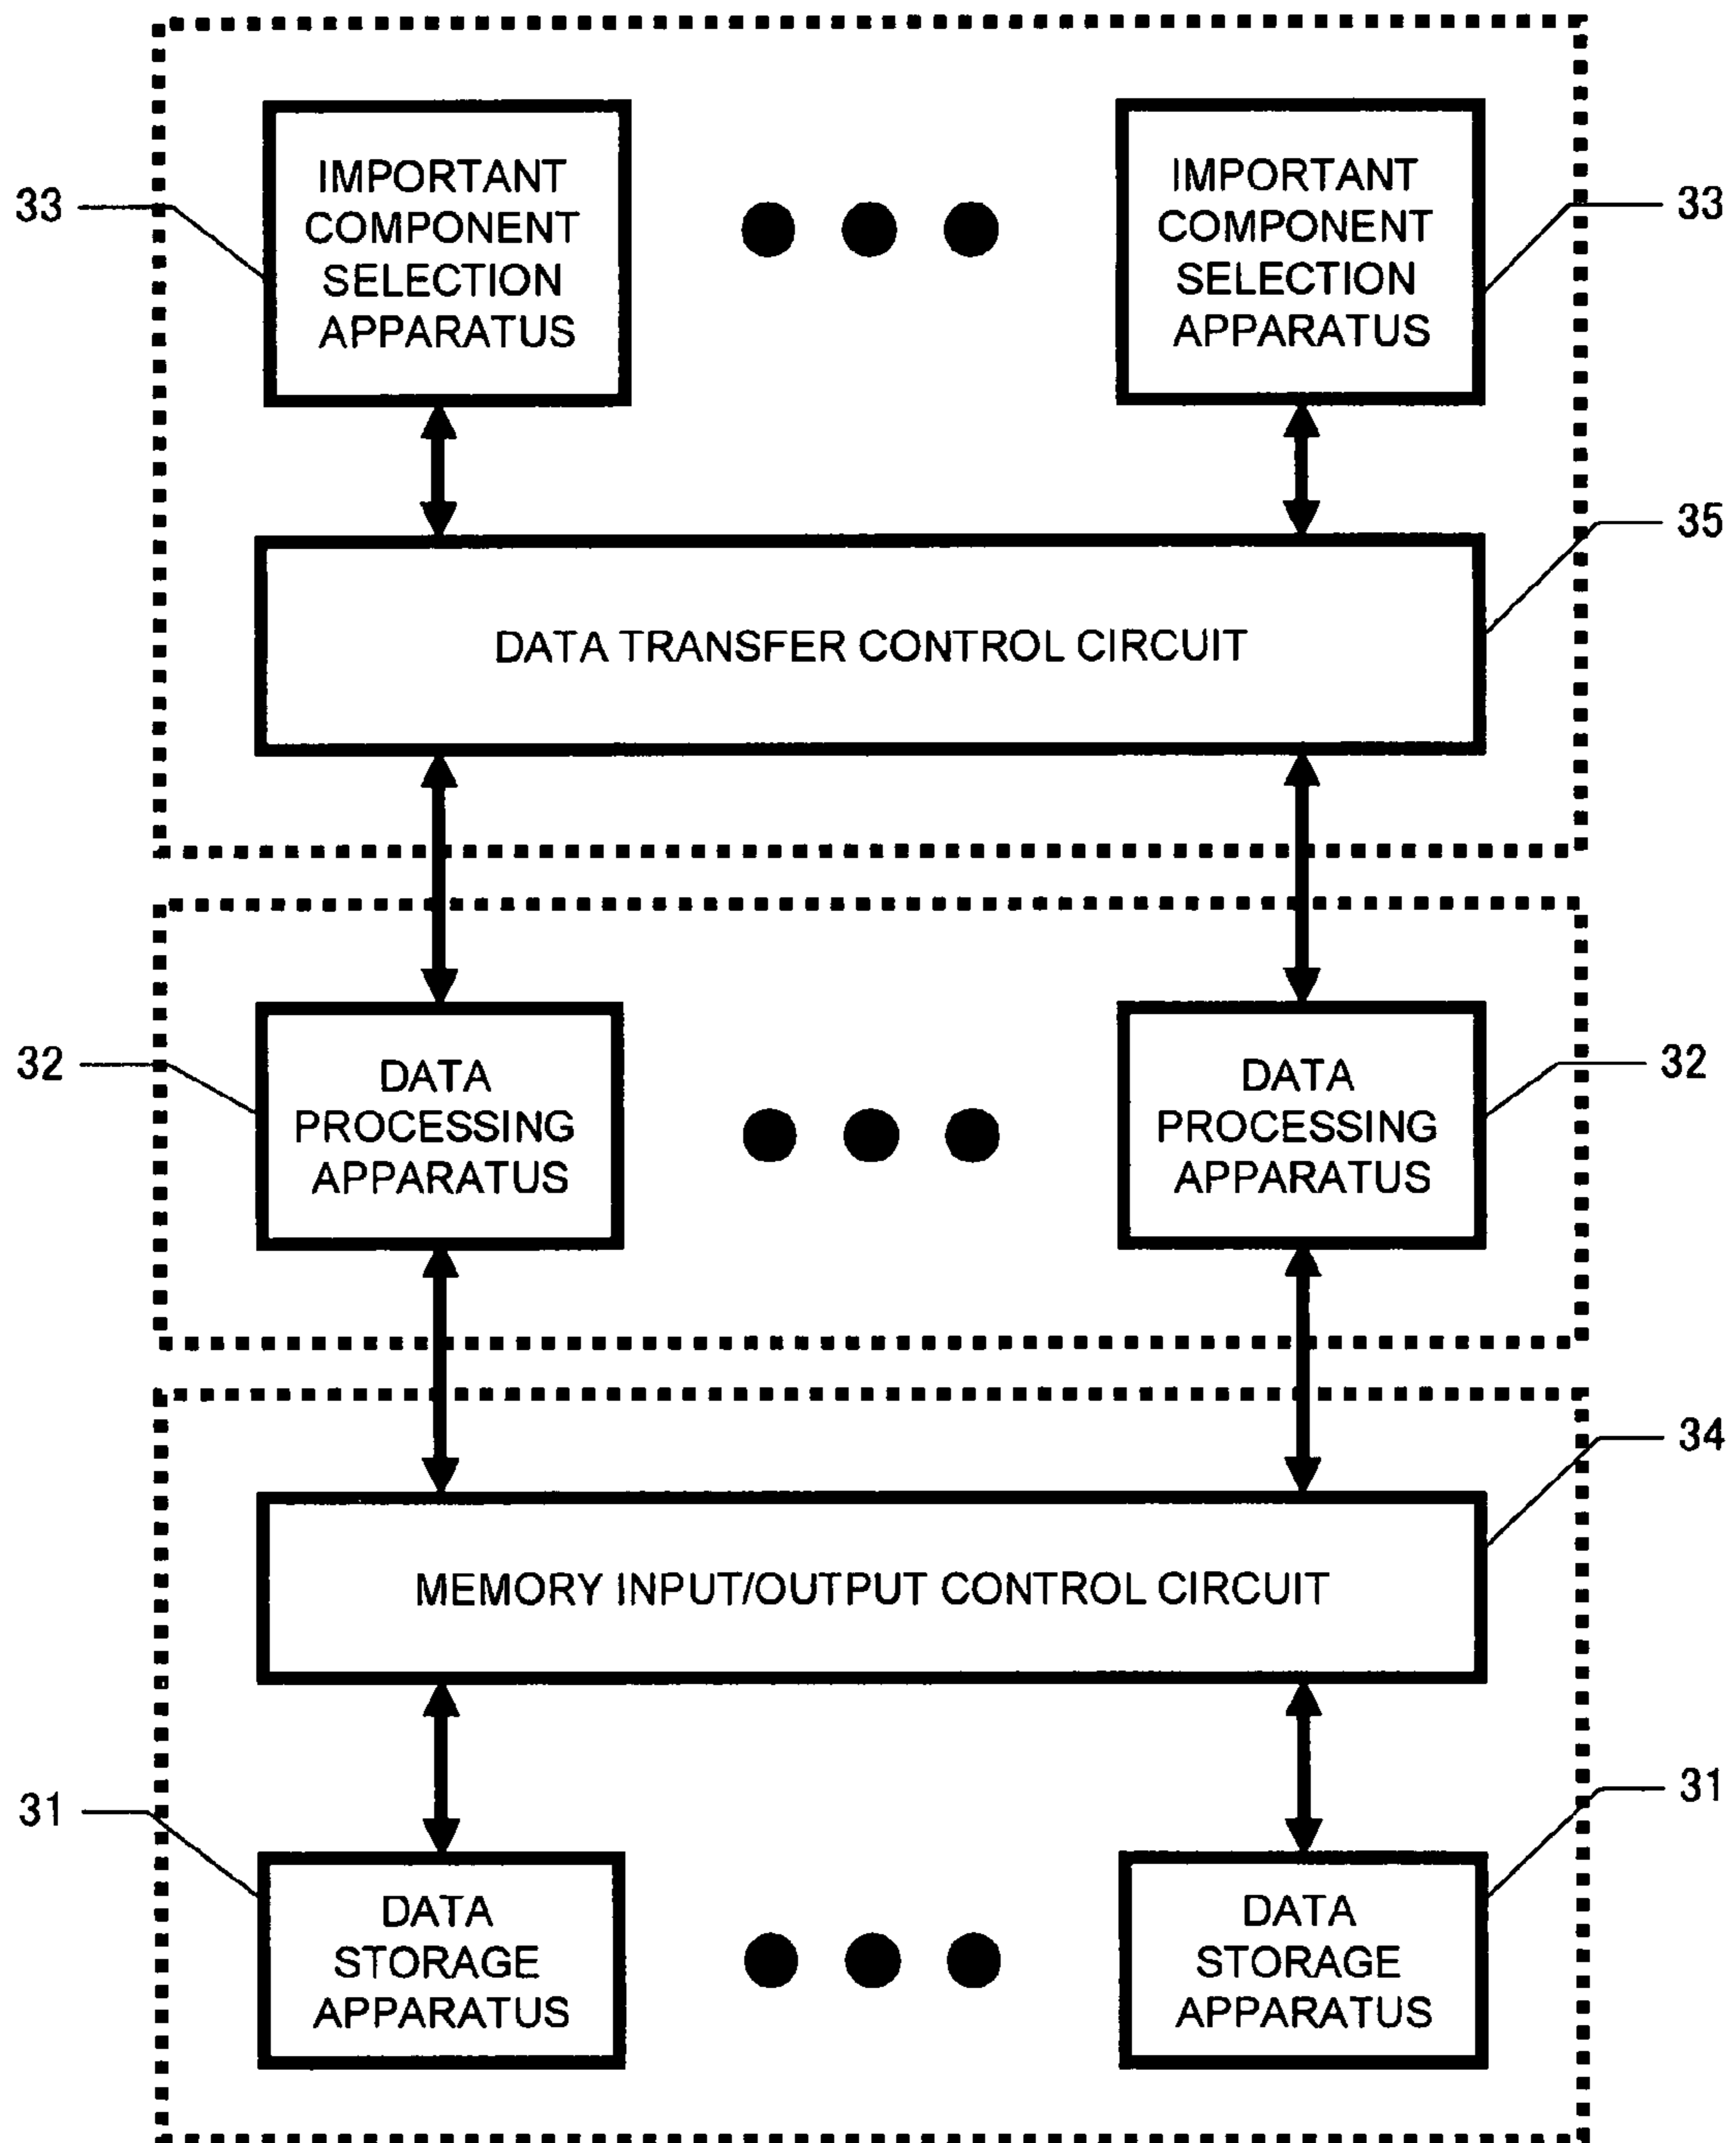 IMPORTANT
COMPONENT
SELECTION
APPARATUS
IMPORTANT
COMPONENT
SELECTION
APPARATUS
33
33
35
DATA TRANSFER CONTROL CIRCUIT
32
DATA
PROCESSING
APPARATUS
DATA
PROCESSING
APPARATUS
32
34
MEMORY INPUT/OUTPUT CONTROL CIRCUIT
31
DATA
STORAGE
APPARATUS
DATA
STORAGE
APPARATUS
31